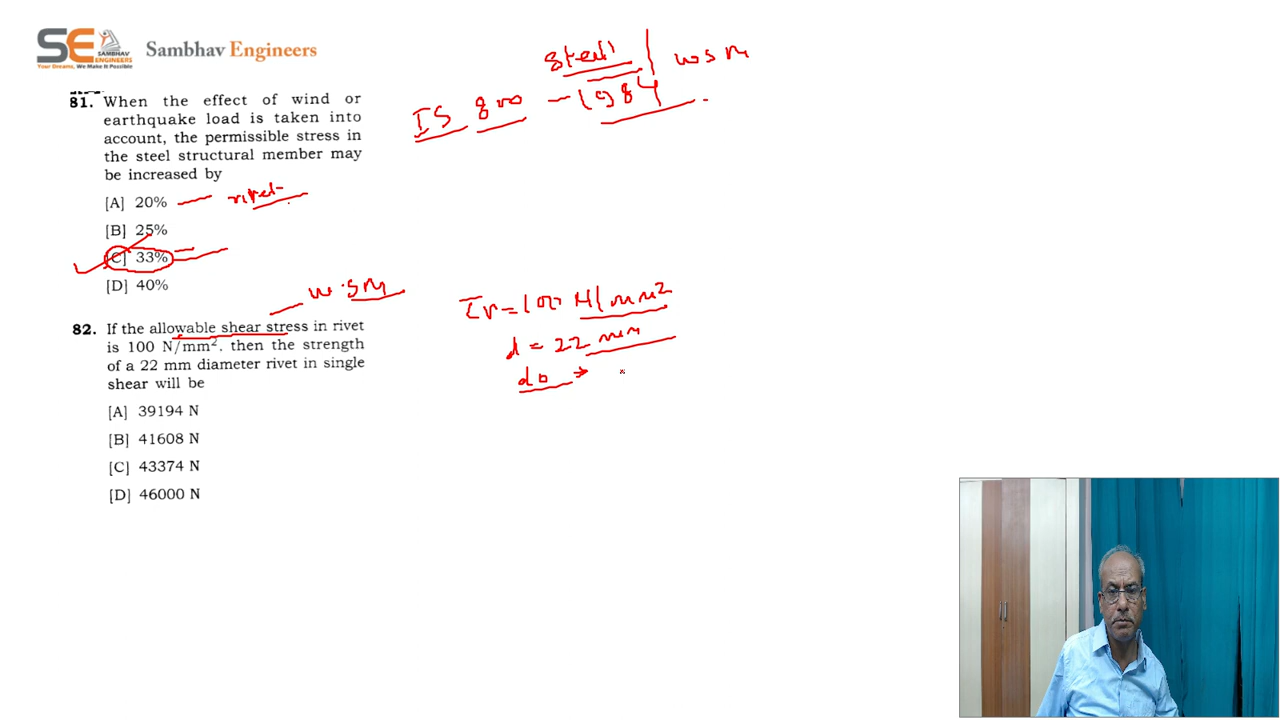 SE
SAMBHAV
ENGINEERS
Your Dreams, We Make It Possible
Sambhav Engineers
steel | WSM
IS 800 - 1984
81. When the effect of wind or
earthquake load is taken into
account, the permissible stress in
the steel structural member may
be increased by
[A] 20% — rivet
[B] 25%
[C] 33%
[D] 40%
W.SM
82. If the allowable shear stress in rivet
is 100 N/mm². then the strength
of a 22 mm diameter rivet in single
shear will be
[A] 39194 N
[B] 41608 N
[C] 43374 N
[D] 46000 N
τv = 100 N/mm²
d = 22 mm
do →